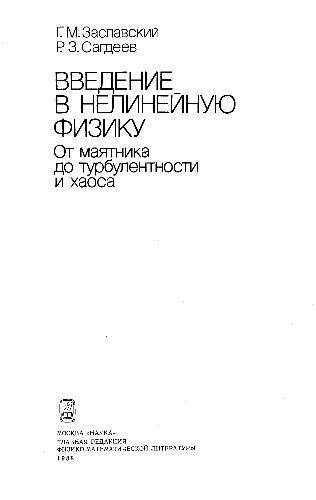 Г. М. Заславский
Р. З. Сагдеев
ВВЕДЕНИЕ
В НЕЛИНЕЙНУЮ
ФИЗИКУ
От маятника
до турбулентности
и хаоса
МОСКВА «НАУКА»
ГЛАВНАЯ РЕДАКЦИЯ
ФИЗИКО-МАТЕМАТИЧЕСКОЙ ЛИТЕРАТУРЫ
1988